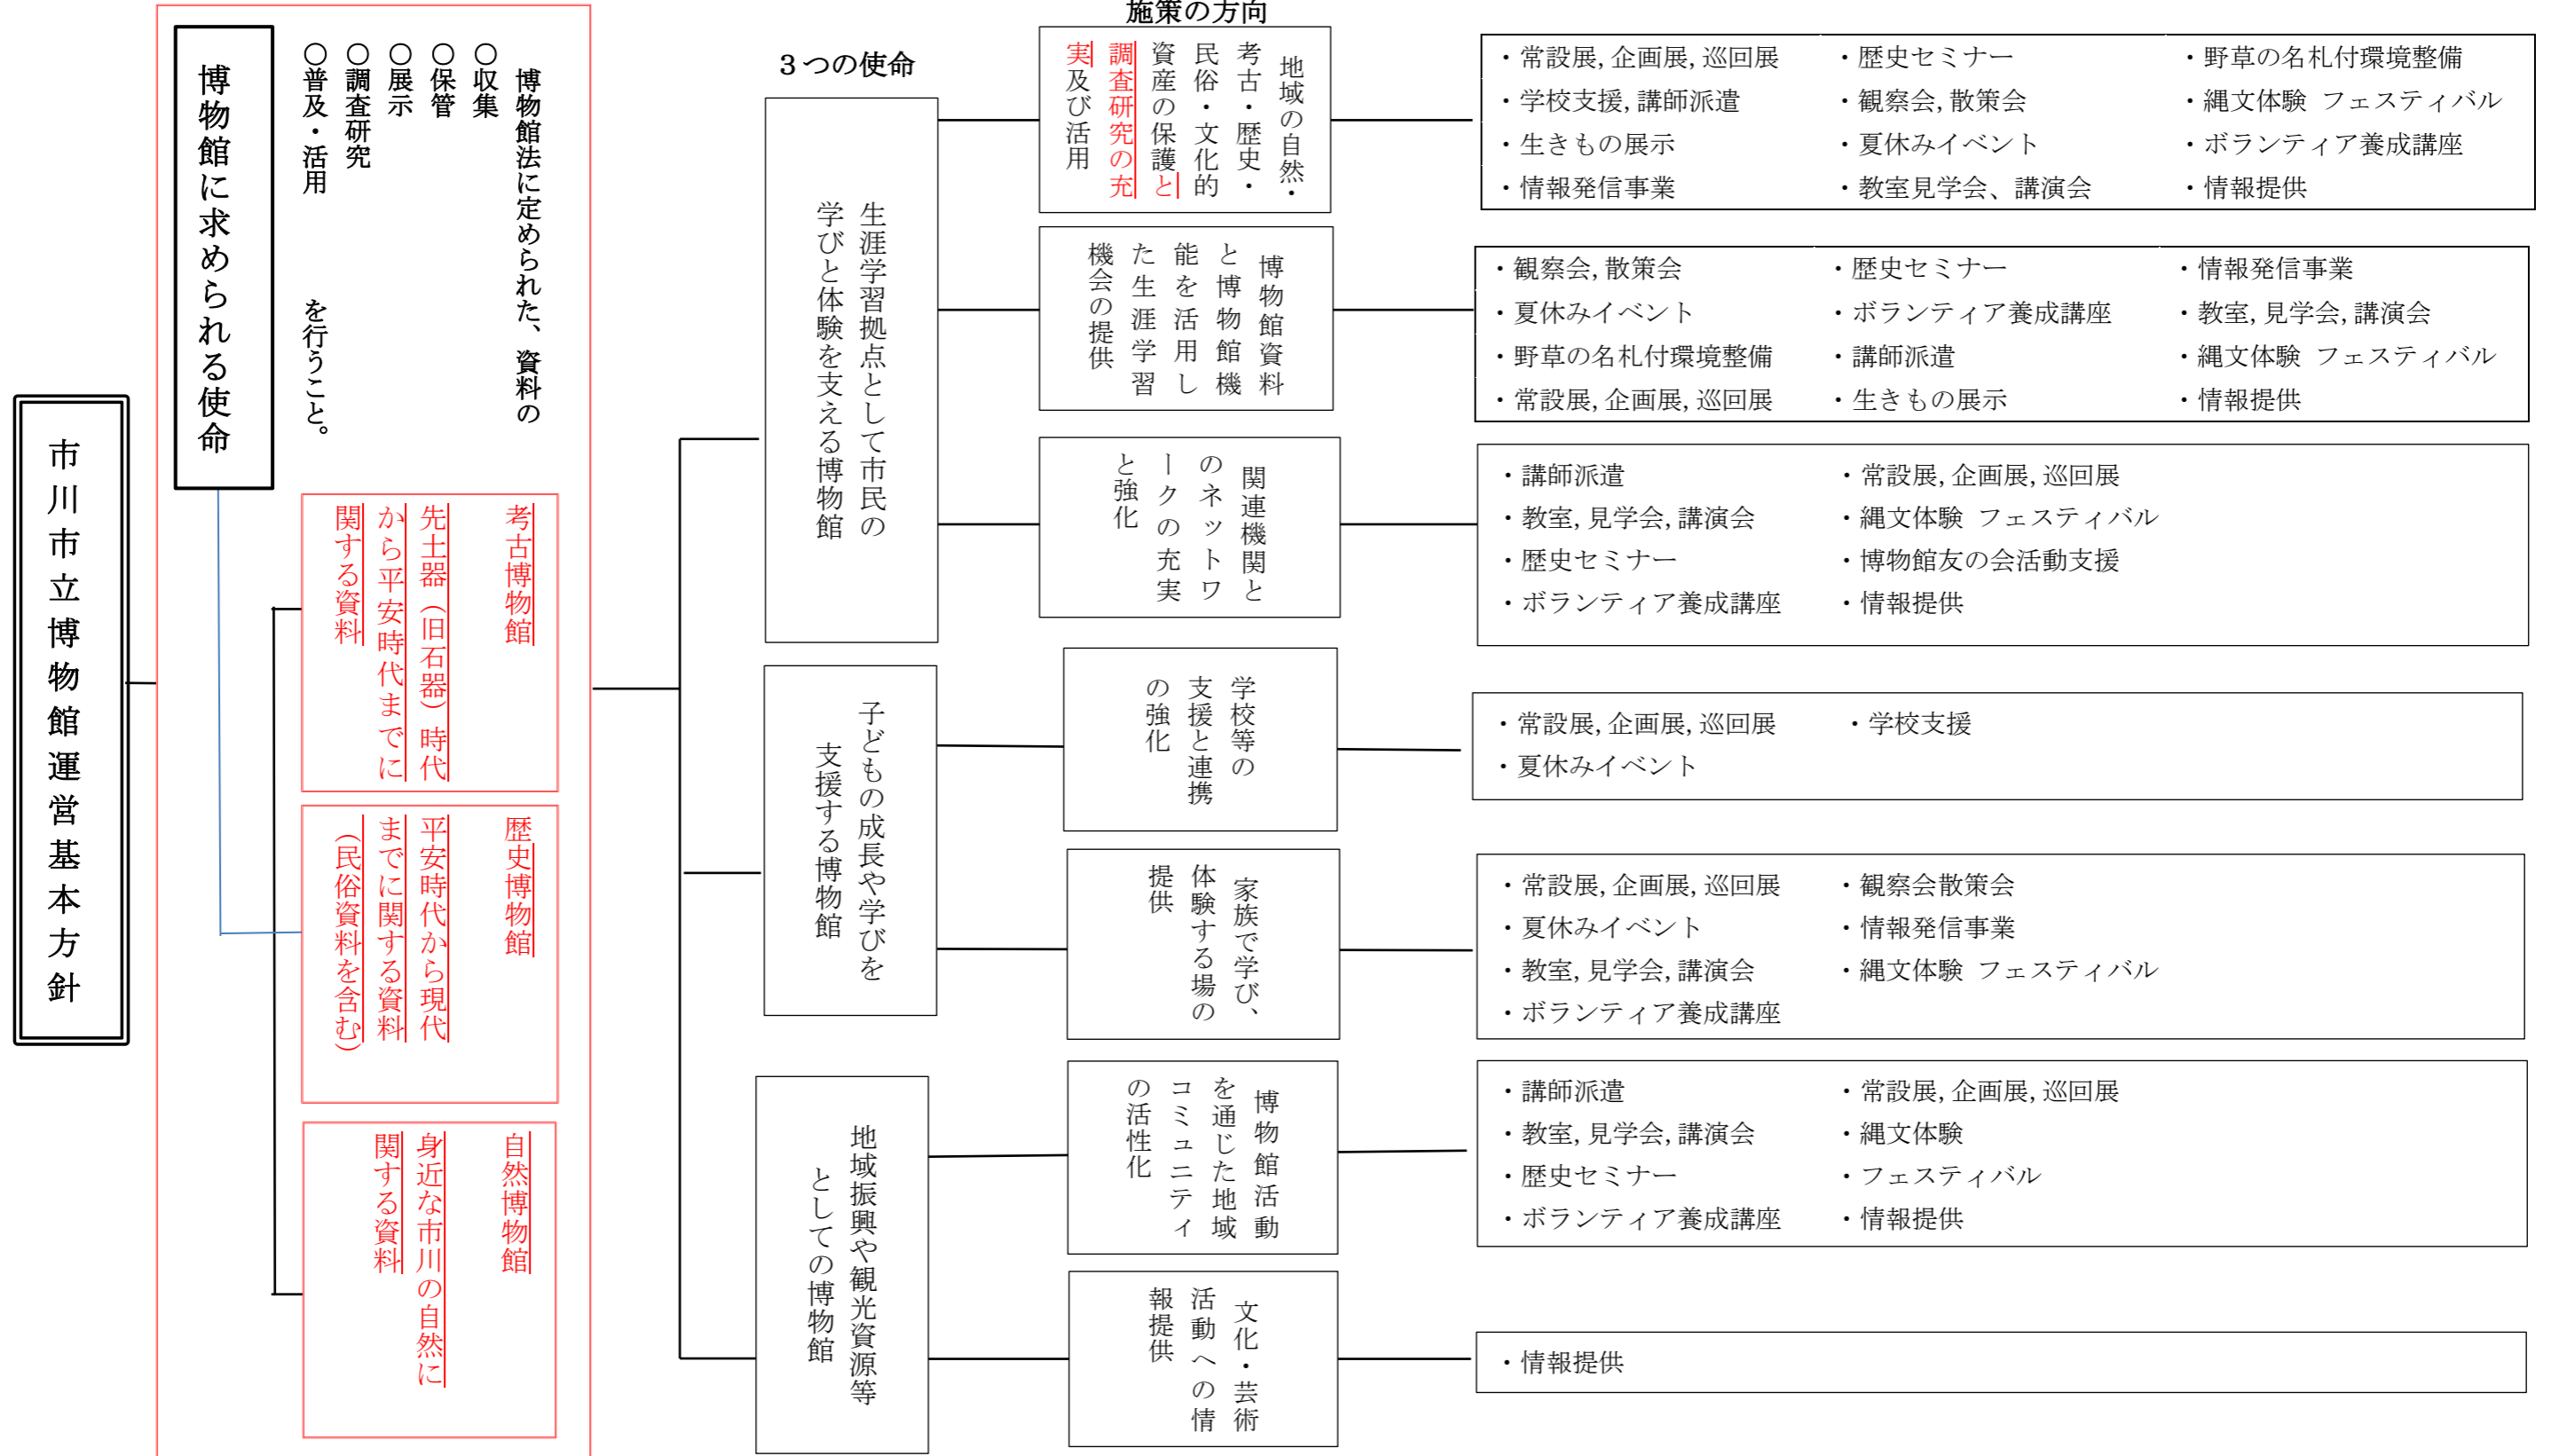 市川市立博物館運営基本方針
博物館に求められる使命
博物館法に定められた、資料の
○収集
○保管
○展示
○調査研究
○普及・活用　を行うこと。
考古博物館
先土器（旧石器）時代
から平安時代までに
関する資料
歴史博物館
平安時代から現代
までに関する資料
（民俗資料を含む）
自然博物館
身近な市川の自然に
関する資料
３つの使命
生涯学習拠点として市民の
学びと体験を支える博物館
子どもの成長や学びを
支援する博物館
地域振興や観光資源等
としての博物館
施策の方向
地域の自然・
考古・歴史・
民俗・文化的
資産の保護と
調査研究の充
実及び活用
・常設展,企画展,巡回展　・歴史セミナー　・野草の名札付環境整備
・学校支援,講師派遣　・観察会,散策会　・縄文体験 フェスティバル
・生きもの展示　・夏休みイベント　・ボランティア養成講座
・情報発信事業　・教室見学会、講演会　・情報提供
博物館資料
と博物館機
能を活用し
た生涯学習
機会の提供
・観察会,散策会　・歴史セミナー　・情報発信事業
・夏休みイベント　・ボランティア養成講座　・教室,見学会,講演会
・野草の名札付環境整備　・講師派遣　・縄文体験 フェスティバル
・常設展,企画展,巡回展　・生きもの展示　・情報提供
関連機関と
のネットワ
ークの充実
と強化
・講師派遣　・常設展,企画展,巡回展
・教室,見学会,講演会　・縄文体験 フェスティバル
・歴史セミナー　・博物館友の会活動支援
・ボランティア養成講座　・情報提供
学校等の
支援と連携
の強化
・常設展,企画展,巡回展　・学校支援
・夏休みイベント
家族で学び、
体験する場の
提供
・常設展,企画展,巡回展　・観察会散策会
・夏休みイベント　・情報発信事業
・教室,見学会,講演会　・縄文体験 フェスティバル
・ボランティア養成講座
博物館活動
を通じた地域
コミュニティ
の活性化
・講師派遣　・常設展,企画展,巡回展
・教室,見学会,講演会　・縄文体験
・歴史セミナー　・フェスティバル
・ボランティア養成講座　・情報提供
文化・芸術
活動への情
報提供
・情報提供